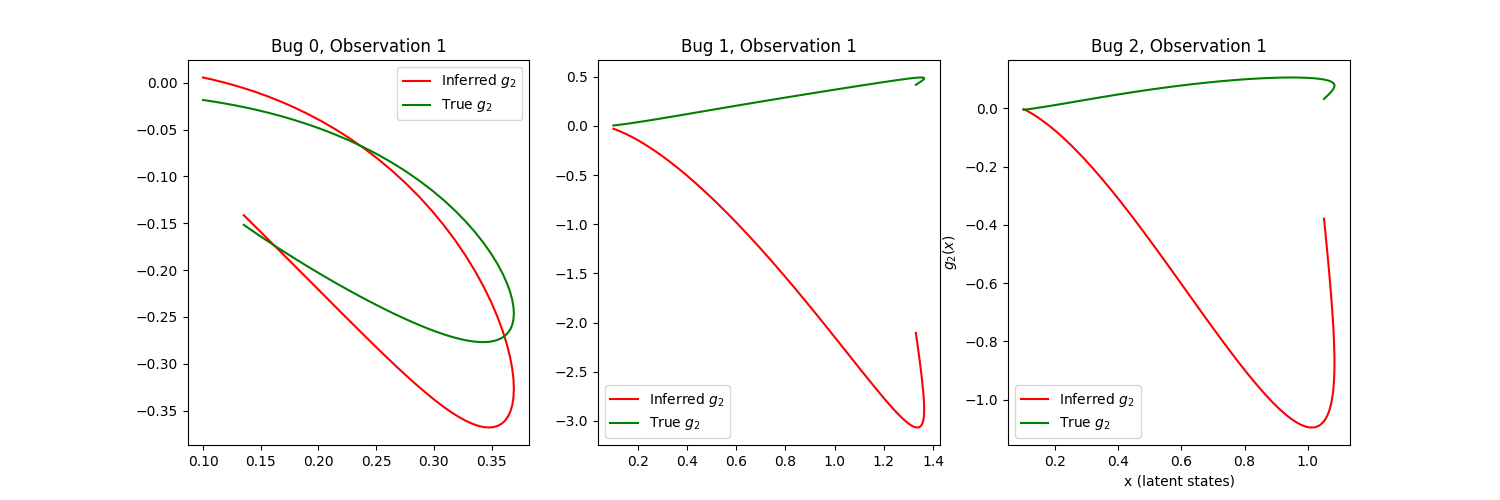 Bug 0, Observation 1
Inferred g₂
True g₂
0.00
−0.05
−0.10
−0.15
−0.20
−0.25
−0.30
−0.35
0.10 0.15 0.20 0.25 0.30 0.35
Bug 1, Observation 1
0.5
0.0
−0.5
−1.0
−1.5
−2.0
−2.5
−3.0
Inferred g₂
True g₂
0.2 0.4 0.6 0.8 1.0 1.2 1.4
Bug 2, Observation 1
g₂(x)
0.0
−0.2
−0.4
−0.6
−0.8
−1.0
Inferred g₂
True g₂
0.2 0.4 0.6 0.8 1.0
x (latent states)